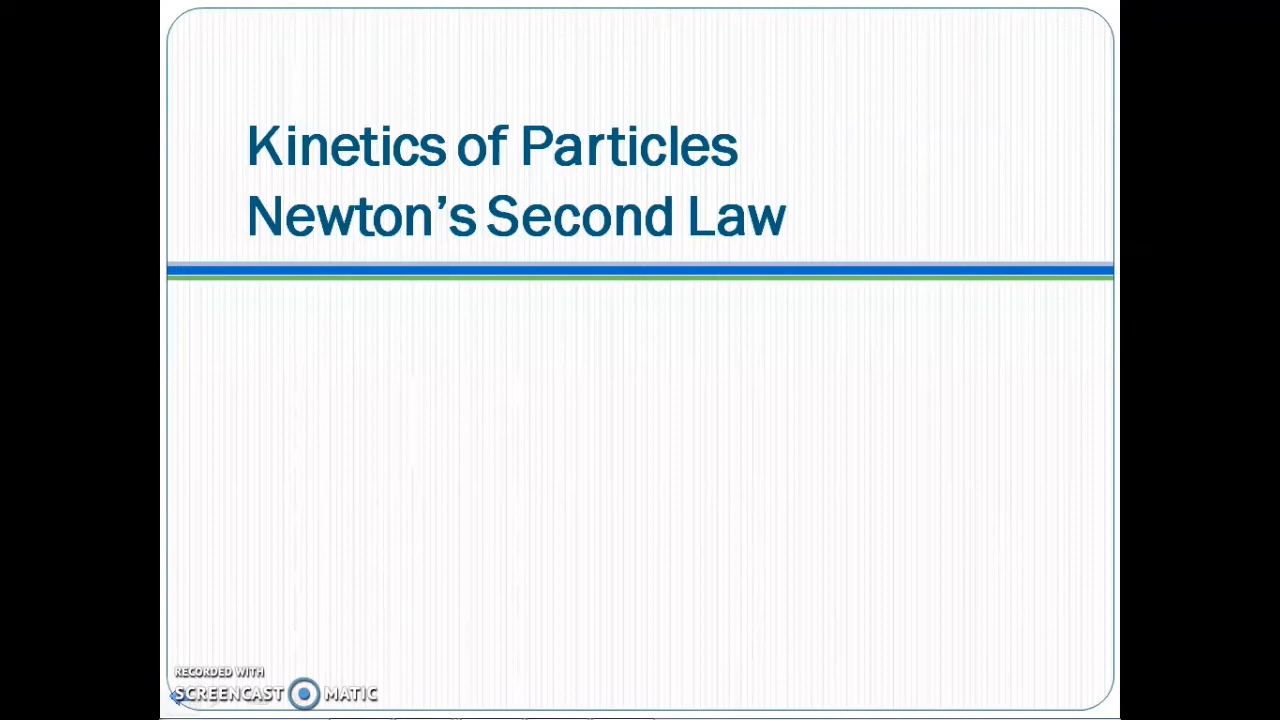 Kinetics of Particles
Newton's Second Law
RECORDED WITH
SCREENCAST MATIC